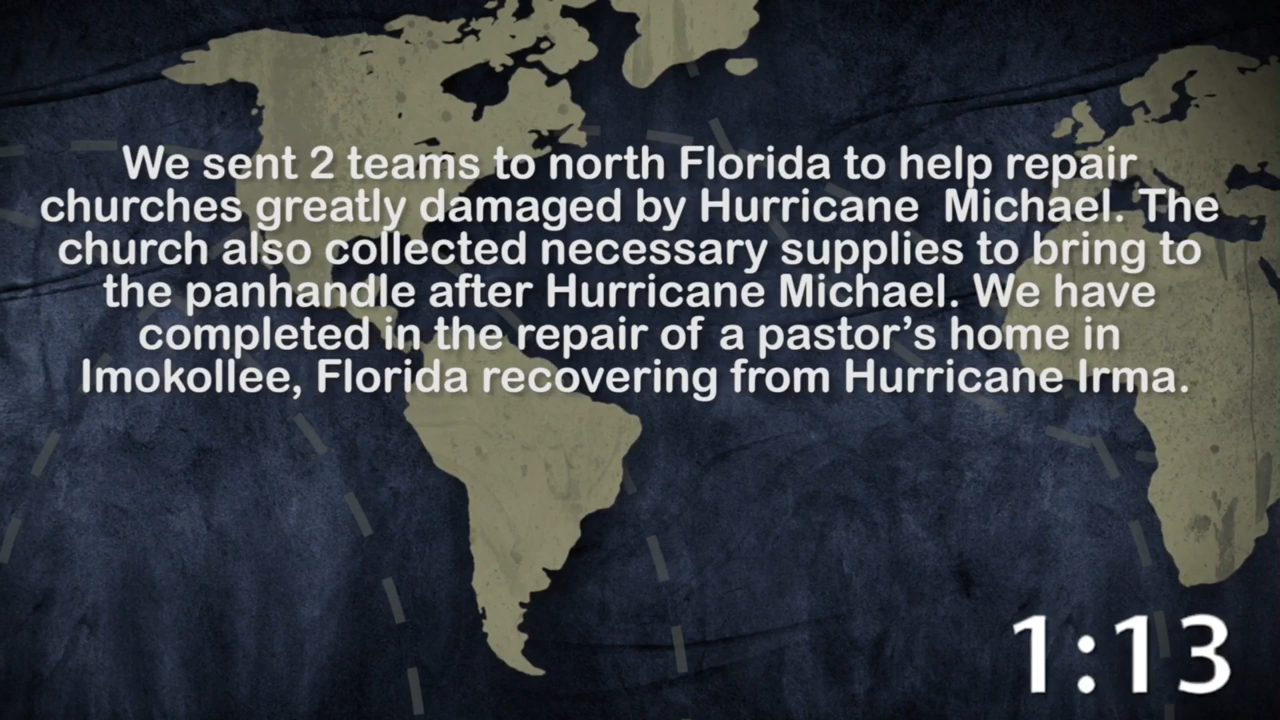 We sent 2 teams to north Florida to help repair
churches greatly damaged by Hurricane  Michael. The
church also collected necessary supplies to bring to
the panhandle after Hurricane Michael. We have
completed in the repair of a pastor’s home in
Imokollee, Florida recovering from Hurricane Irma.
1:13